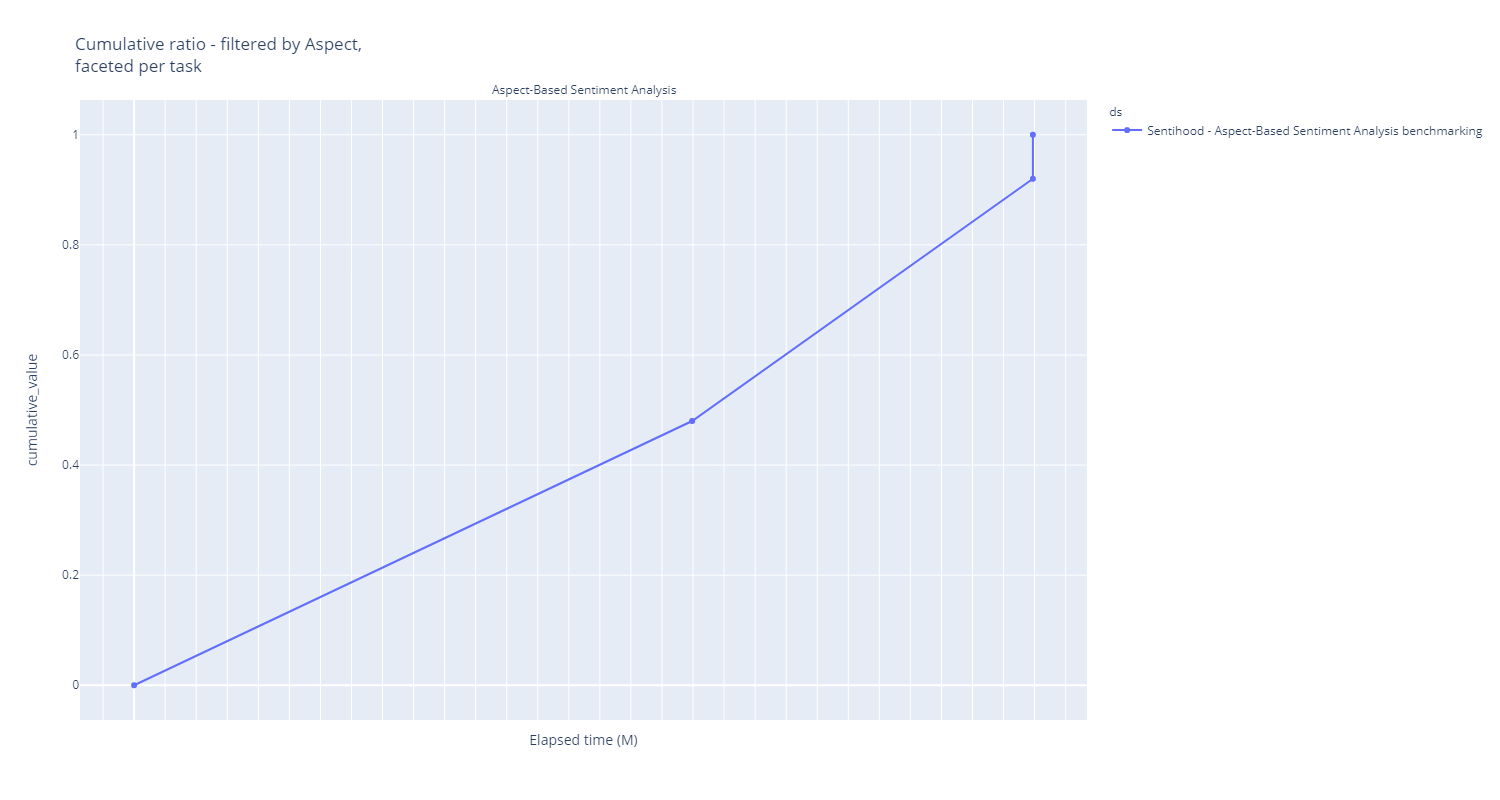 Cumulative ratio - filtered by Aspect,
faceted per task
Aspect-Based Sentiment Analysis
ds
Sentihood - Aspect-Based Sentiment Analysis benchmarking
1
0.8
0.6
0.4
0.2
0
cumulative_value
Elapsed time (M)